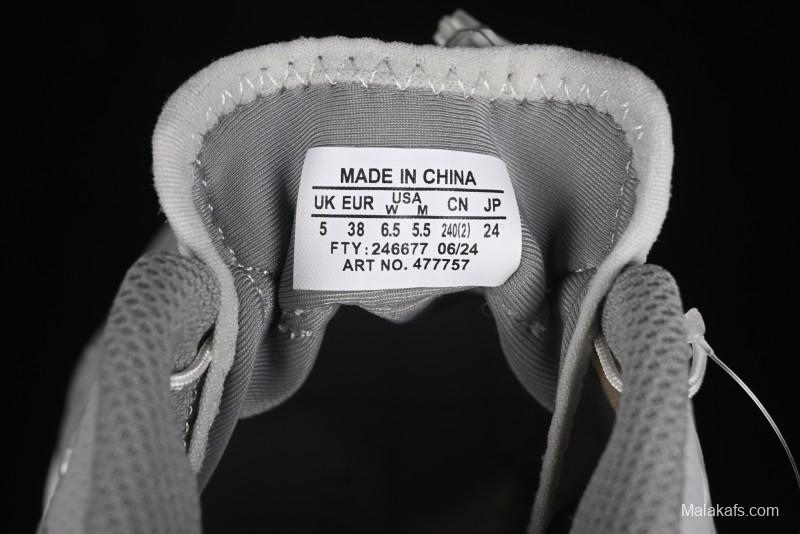 MADE IN CHINA
UK EUR USA CN JP
W M
5 38 6.5 5.5 240(2) 24
FTY: 246677 06/24
ART NO. 477757
Malakafs.com